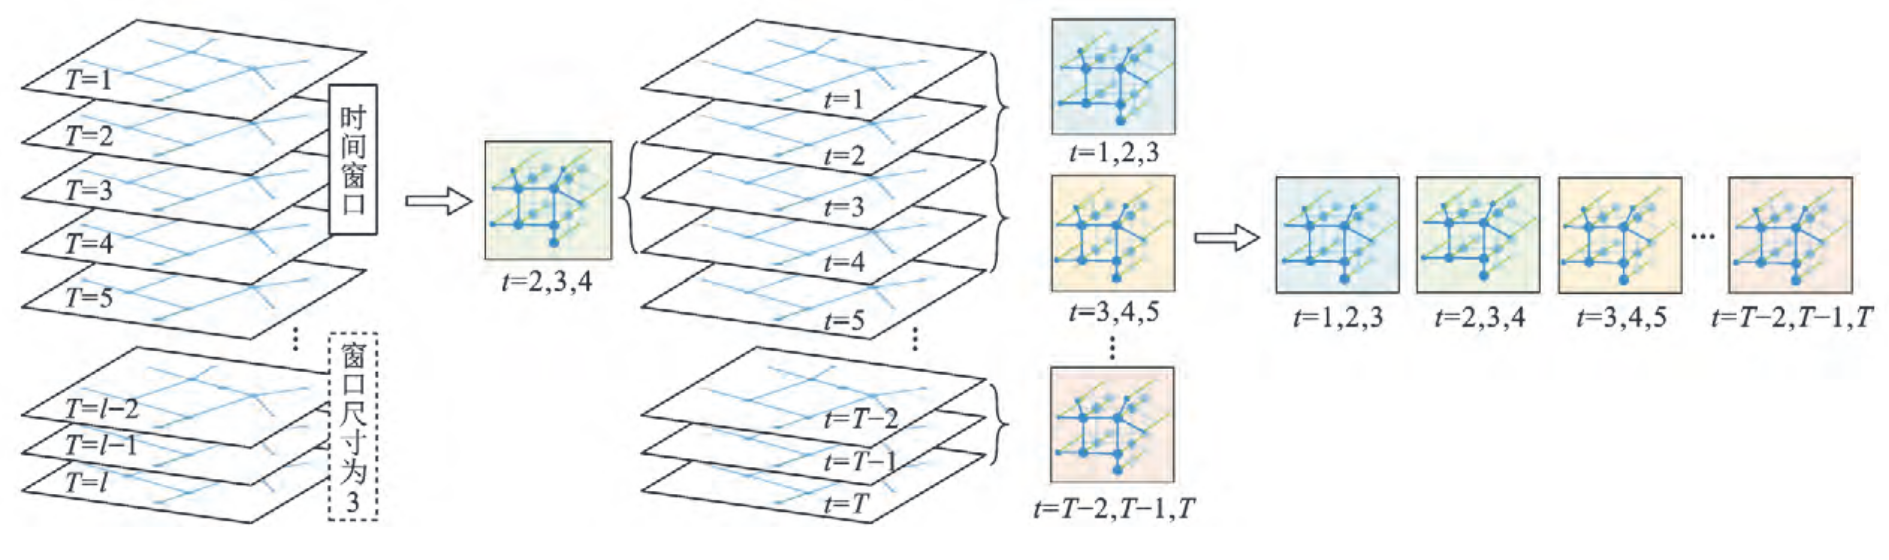 T=1
T=2
T=3
T=4
T=5
⋮
T=l−2
T=l−1
T=l
时间窗口
窗口尺寸为3
t=2,3,4
t=1
t=2
t=3
t=4
t=5
⋮
t=T−2
t=T−1
t=T
t=1,2,3
t=3,4,5
⋮
t=T−2,T−1,T
…
t=1,2,3
t=2,3,4
t=3,4,5
t=T−2,T−1,T